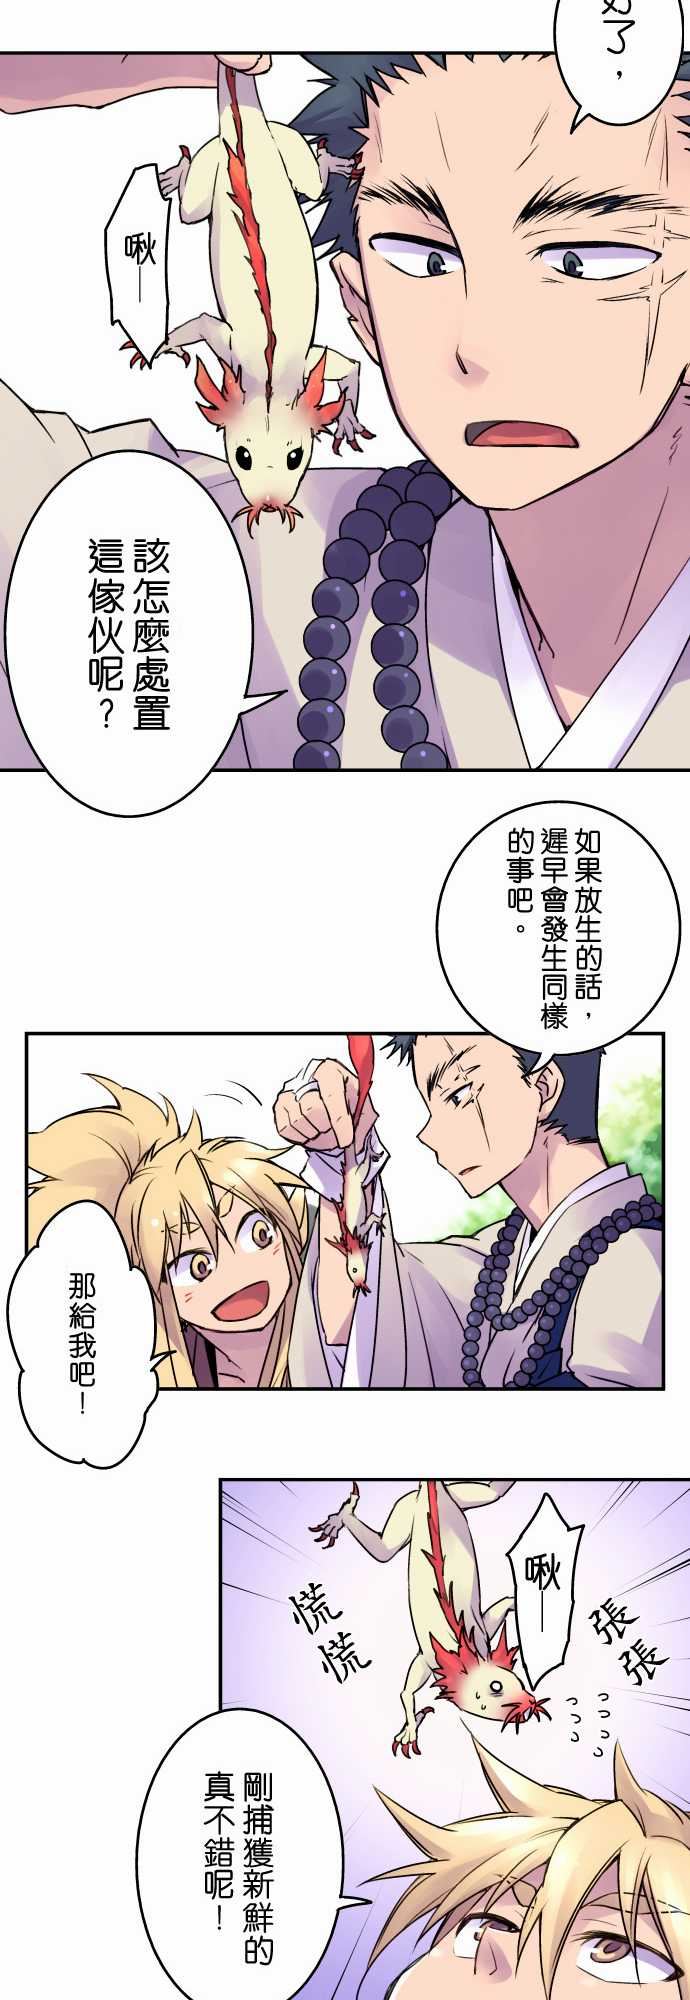 了，
啾—
該怎麼處置
這傢伙呢？
如果放生的話，
遲早會發生同樣
的事吧。
那給我吧！
啾—
慌慌
張張
剛捕獲新鮮的
真不錯呢！